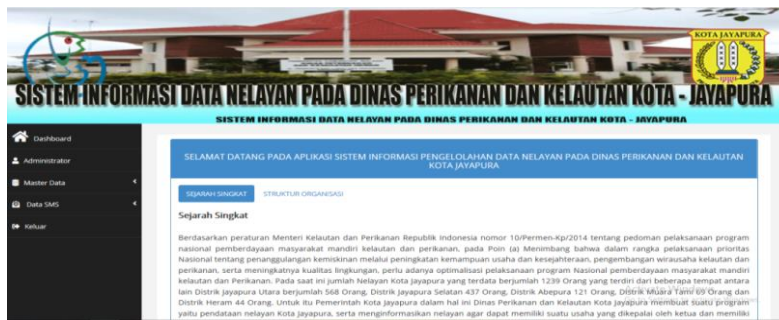 KOTA JAYAPURA
SISTEM INFORMASI DATA NELAYAN PADA DINAS PERIKANAN DAN KELAUTAN KOTA - JAYAPURA
SISTEM INFORMASI DATA NELAYAN PADA DINAS PERIKANAN DAN KELAUTAN KOTA - JAYAPURA
Dashboard
Administrator
Master Data
Data SMS
Keluar
SELAMAT DATANG PADA APLIKASI SISTEM INFORMASI PENGELOLAHAN DATA NELAYAN PADA DINAS PERIKANAN DAN KELAUTAN
KOTA JAYAPURA
SEJARAH SINGKAT
STRUKTUR ORGANISASI
Sejarah Singkat
Berdasarkan peraturan Menteri Kelautan dan Perikanan Republik Indonesia nomor 10/Permen-Kp/2014 tentang pedoman pelaksanaan program
nasional pemberdayaan masyarakat mandiri kelautan dan perikanan, pada Poin (a) Menimbang bahwa dalam rangka pelaksanaan prioritas
Nasional tentang penanggulangan kemiskinan melalui peningkatan kemampuan usaha dan kesejahteraan, pengembangan wirausaha kelautan dan
perikanan, serta meningkatnya kualitas lingkungan, perlu adanya optimalisasi pelaksanaan program Nasional pemberdayaan masyarakat mandiri
kelautan dan Perikanan. Pada saat ini jumlah Nelayan Kota Jayapura yang terdata berjumlah 1239 Orang yang terdiri dari beberapa tempat antara
lain Distrik Jayapura Utara berjumlah 568 Orang, Distrik Jayapura Selatan 437 Orang, Distrik Abepura 121 Orang, Distrik Muara Tami 69 Orang dan
Distrik Heram 44 Orang. Untuk itu Pemerintah Kota Jayapura dalam hal ini Dinas Perikanan dan Kelautan Kota Jayapura membuat suatu program
yaitu pendataan nelayan Kota Jayapura, serta menginformasikan nelayan agar dapat memiliki suatu usaha yang dikepalai oleh ketua dan memiliki